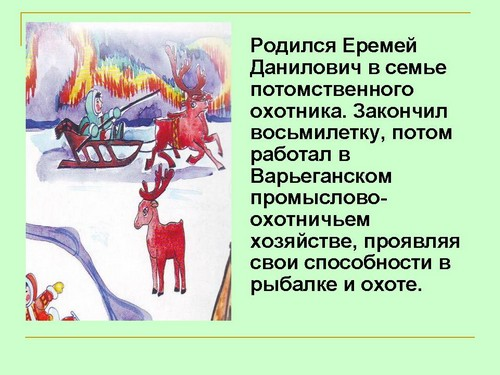 Родился Еремей
Данилович в семье
потомственного
охотника. Закончил
восьмилетку, потом
работал в
Варьеганском
промыслово-
охотничьем
хозяйстве, проявляя
свои способности в
рыбалке и охоте.